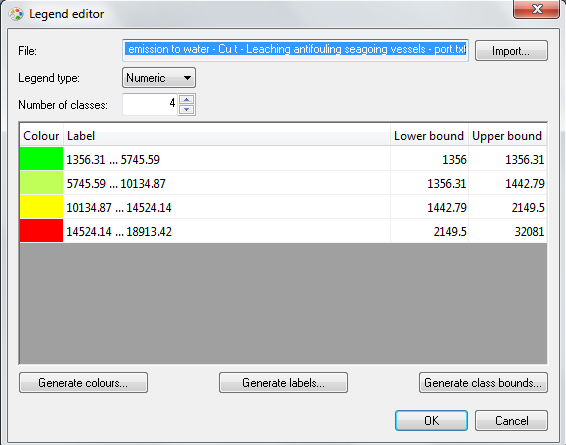 Legend editor
File: emission to water - Cu t - Leaching antifouling seagoing vessels - port.txt Import...
Legend type: Numeric
Number of classes: 4
Colour Label Lower bound Upper bound
1356.31 ... 5745.59 1356 1356.31
5745.59 ... 10134.87 1356.31 1442.79
10134.87 ... 14524.14 1442.79 2149.5
14524.14 ... 18913.42 2149.5 32081
Generate colours... Generate labels... Generate class bounds...
OK Cancel